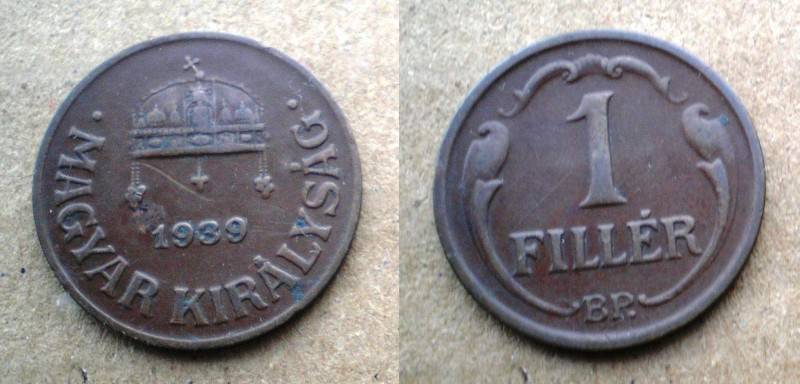 · MAGYAR KIRÁLYSÁG ·
1939
1
FILLÉR
·BP.·